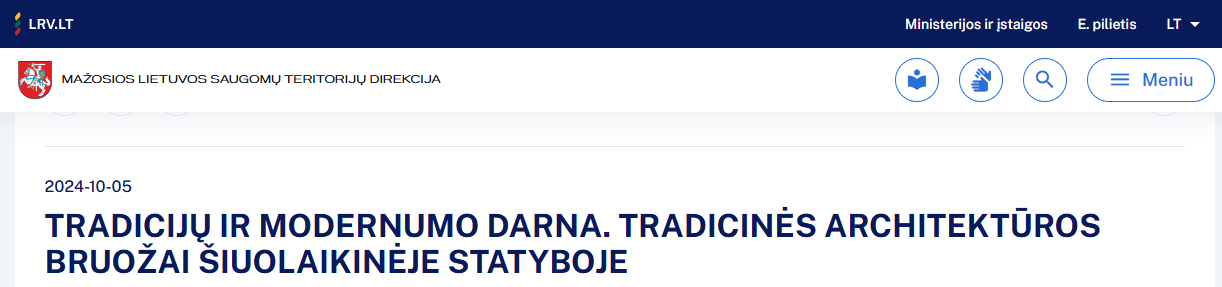 LRV.LT
Ministerijos ir įstaigos
E. pilietis
LT
MAŽOSIOS LIETUVOS SAUGOMŲ TERITORIJŲ DIREKCIJA
Meniu
2024-10-05
TRADICIJŲ IR MODERNUMO DARNA. TRADICINĖS ARCHITEKTŪROS
BRUOŽAI ŠIUOLAIKINĖJE STATYBOJE